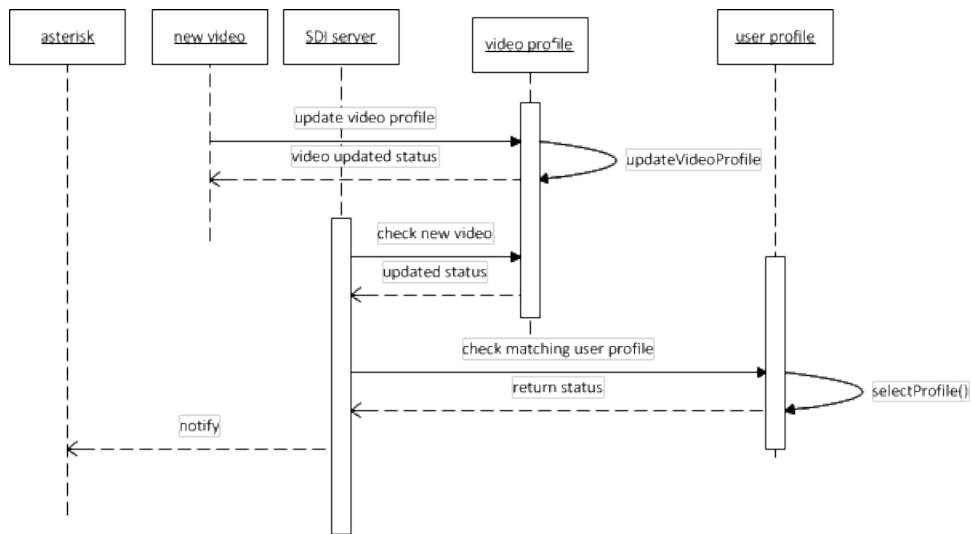 asterisk
new video
SDI server
video profile
user profile
update video profile
video updated status
updateVideoProfile
check new video
updated status
check matching user profile
return status
selectProfile()
notify